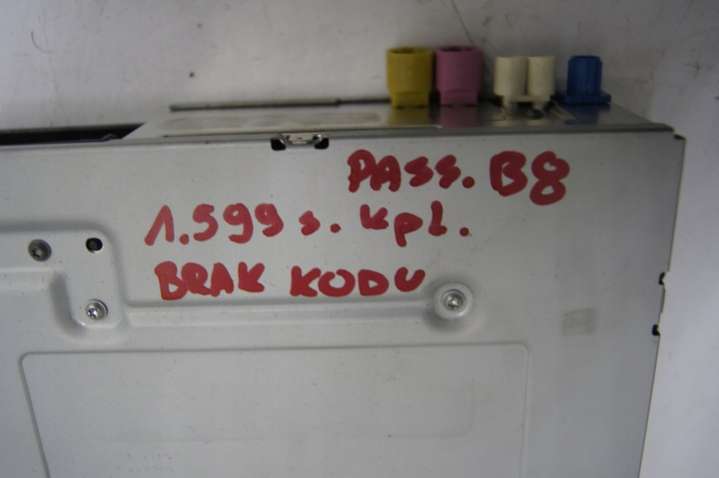 PASS. B8
1.599 s. kpl.
BRAK KODU